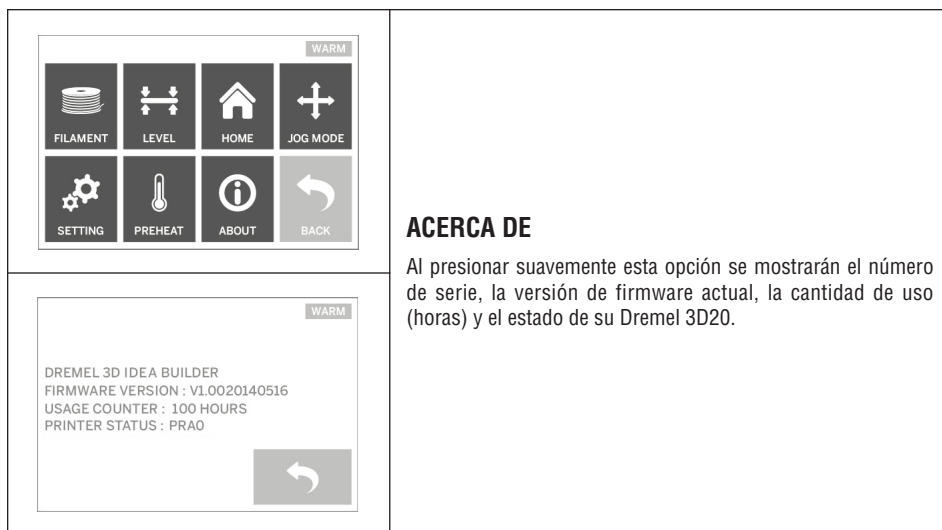 WARM
FILAMENT LEVEL HOME JOG MODE
SETTING PREHEAT ABOUT BACK
WARM
DREMEL 3D IDEA BUILDER
FIRMWARE VERSION : V1.0020140516
USAGE COUNTER : 100 HOURS
PRINTER STATUS : PRA0
ACERCA DE
Al presionar suavemente esta opción se mostrarán el número
de serie, la versión de firmware actual, la cantidad de uso
(horas) y el estado de su Dremel 3D20.